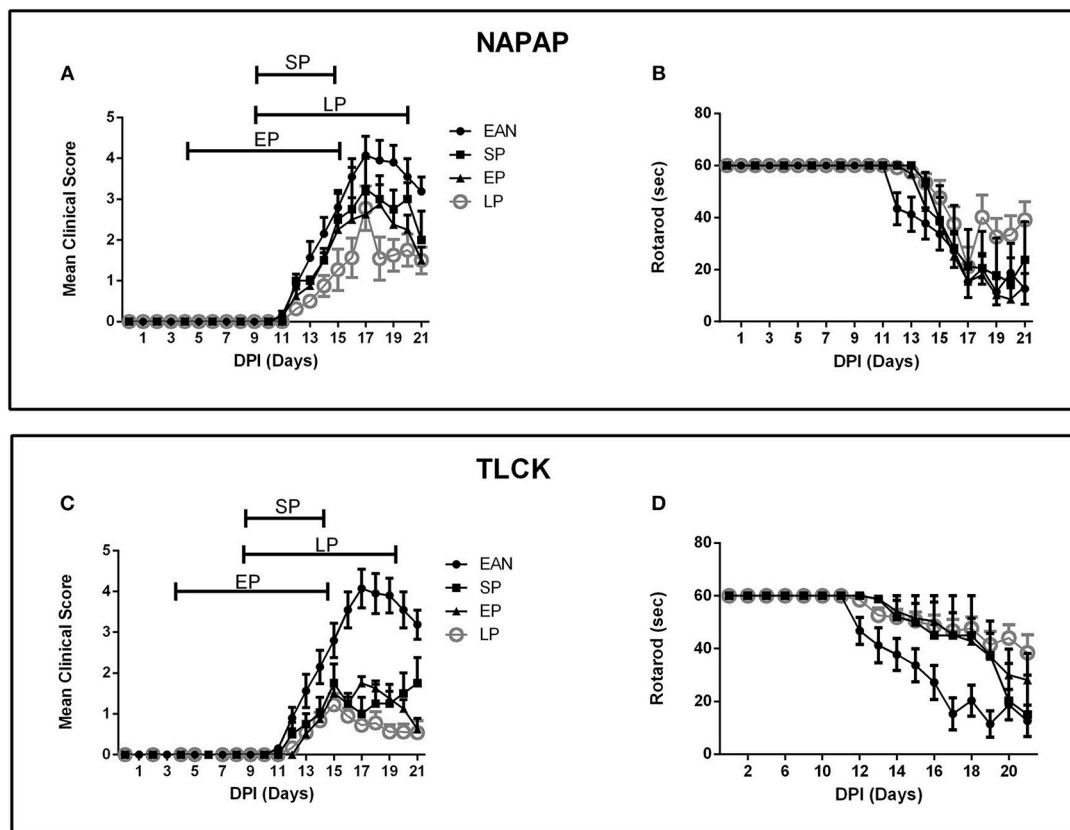 NAPAP
A
SP
LP
EP
Mean Clinical Score
5
4
3
2
1
0
1 3 5 7 9 11 13 15 17 19 21
DPI (Days)
EAN
SP
EP
LP
B
Rotarod (sec)
80
60
40
20
0
1 3 5 7 9 11 13 15 17 19 21
DPI (Days)
TLCK
C
SP
LP
EP
Mean Clinical Score
5
4
3
2
1
0
1 3 5 7 9 11 13 15 17 19 21
DPI (Days)
EAN
SP
EP
LP
D
Rotarod (sec)
80
60
40
20
0
2 6 10 12 14 16 18 20
DPI (Days)